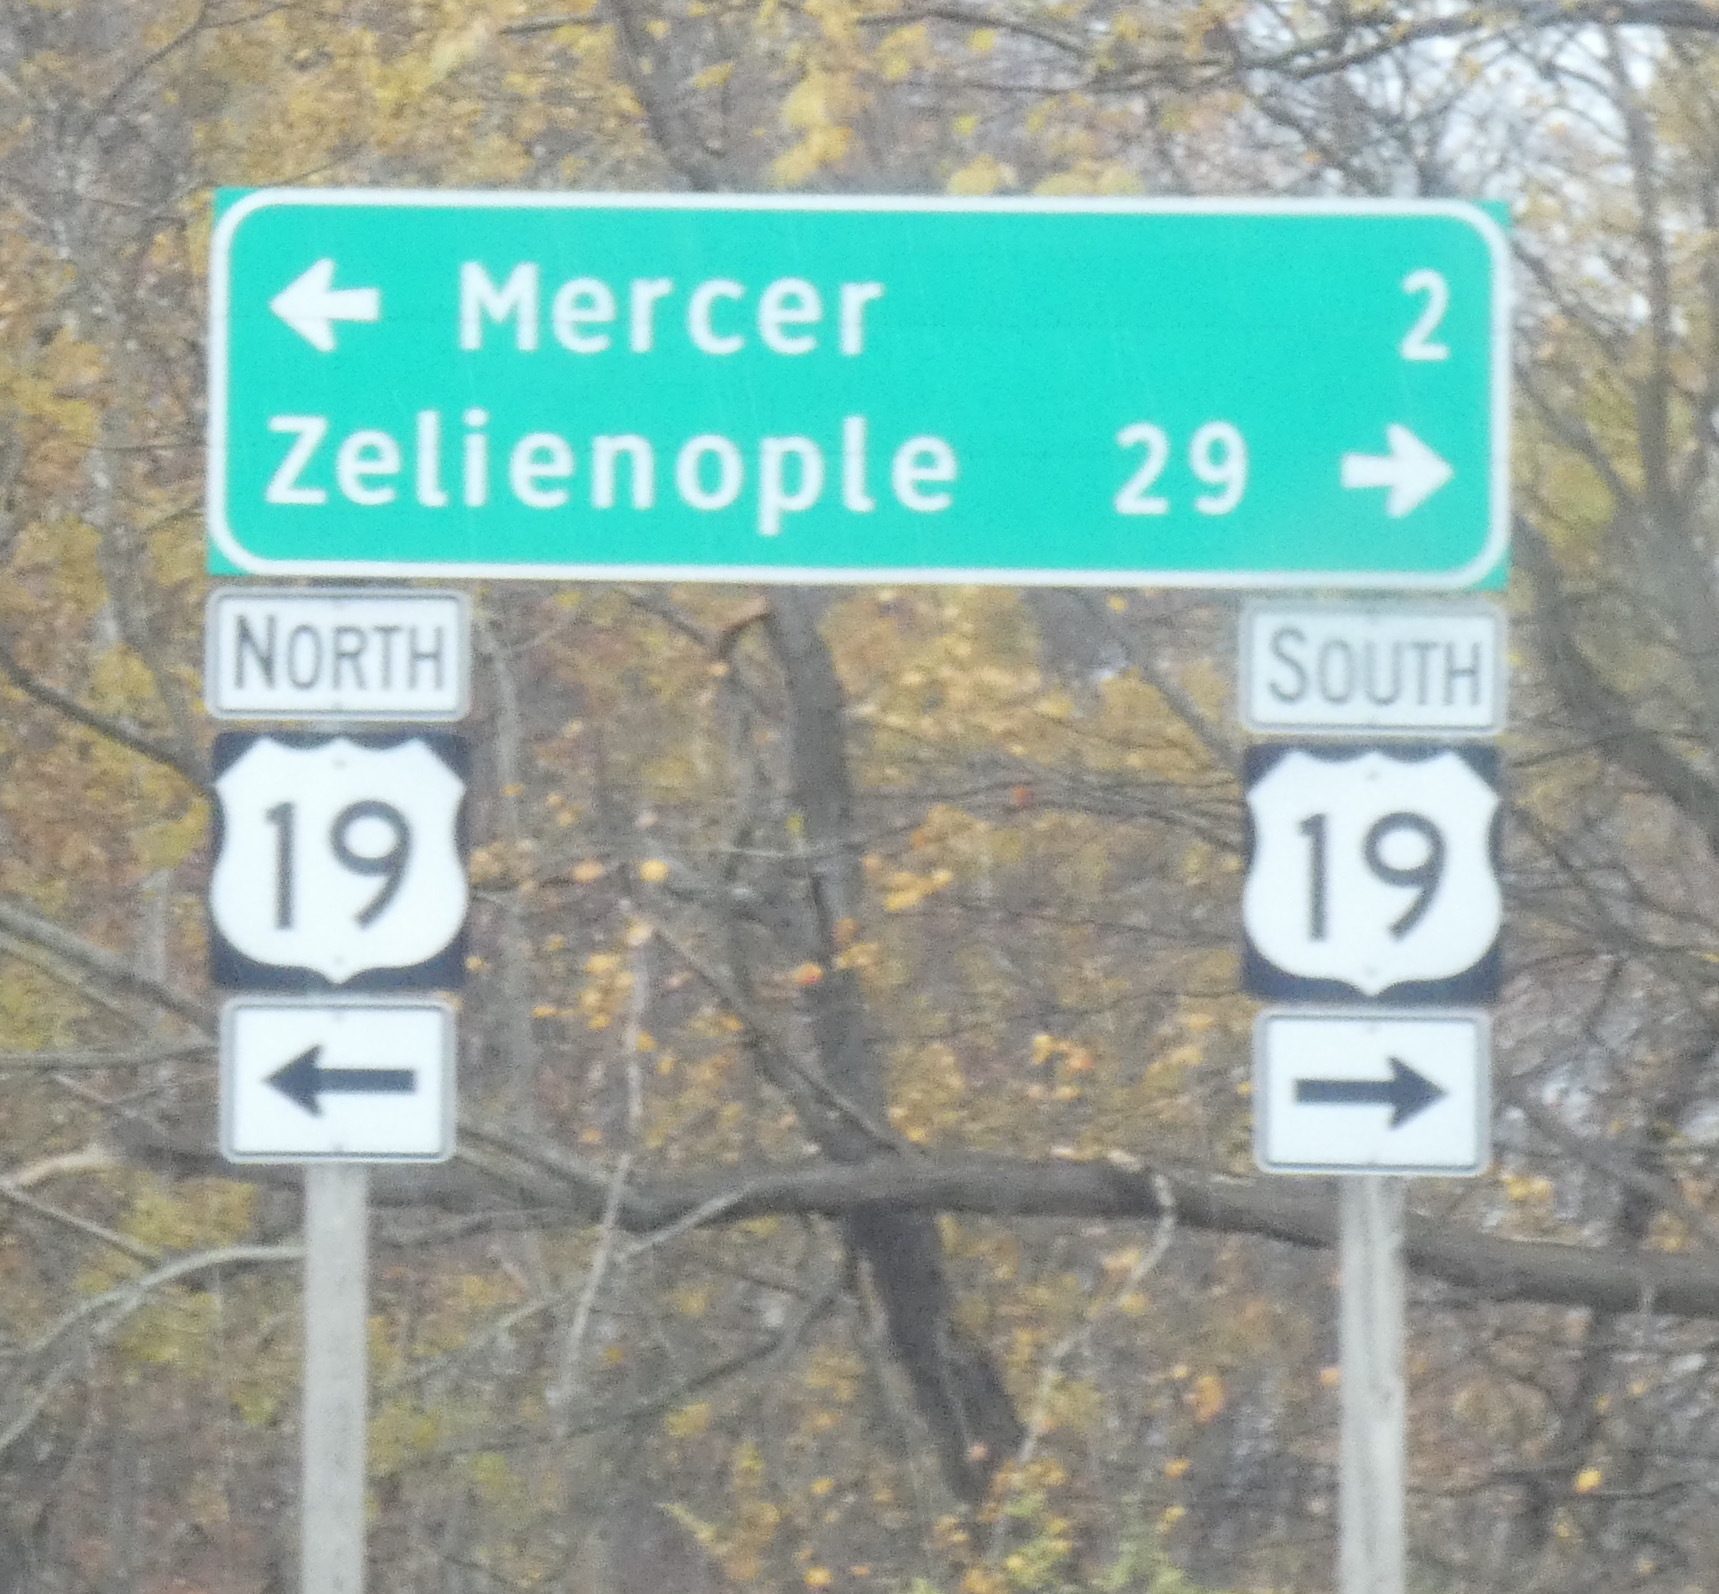 Mercer 2
Zelienople 29
NORTH
19
SOUTH
19